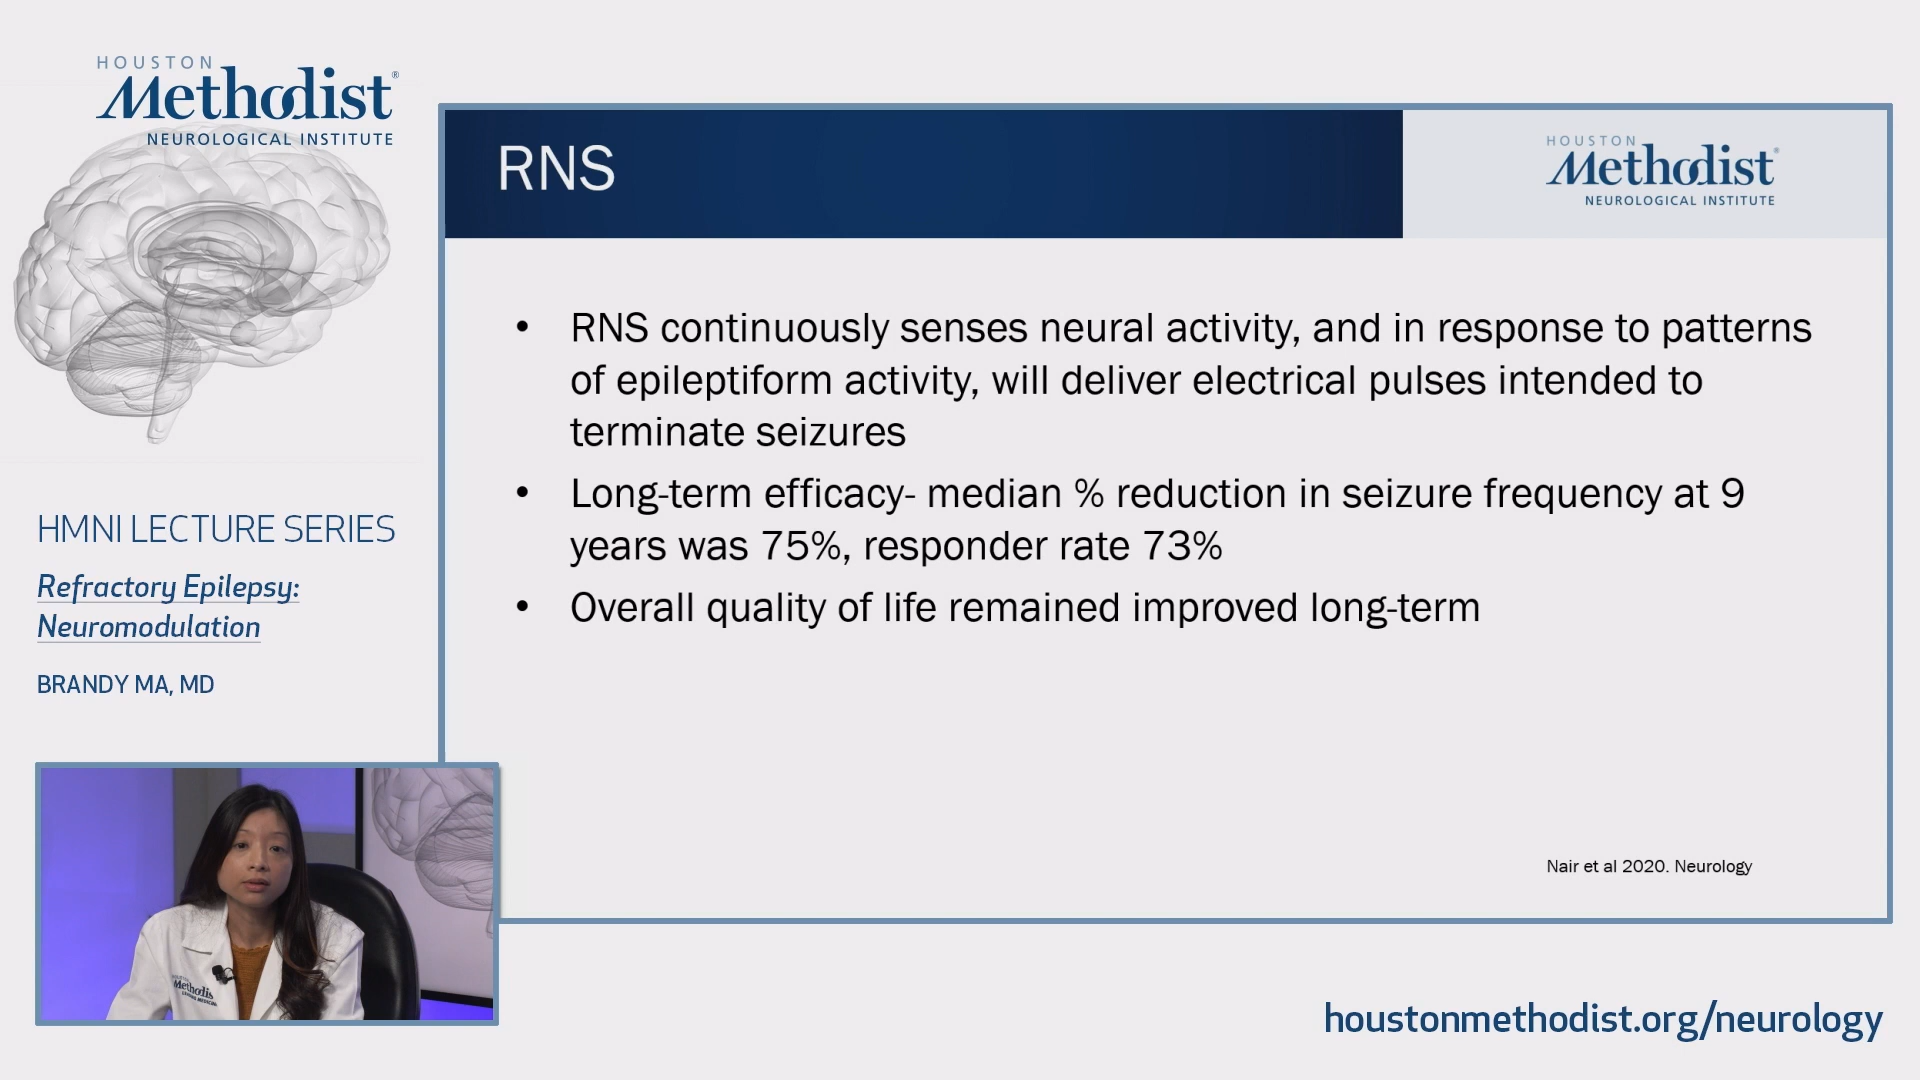 HOUSTON
Methodist®
NEUROLOGICAL INSTITUTE
HMNI LECTURE SERIES
Refractory Epilepsy:
Neuromodulation
BRANDY MA, MD
RNS
HOUSTON
Methodist®
NEUROLOGICAL INSTITUTE
• RNS continuously senses neural activity, and in response to patterns
of epileptiform activity, will deliver electrical pulses intended to
terminate seizures
• Long-term efficacy- median % reduction in seizure frequency at 9
years was 75%, responder rate 73%
• Overall quality of life remained improved long-term
Nair et al 2020. Neurology
Methodis
houstonmethodist.org/neurology